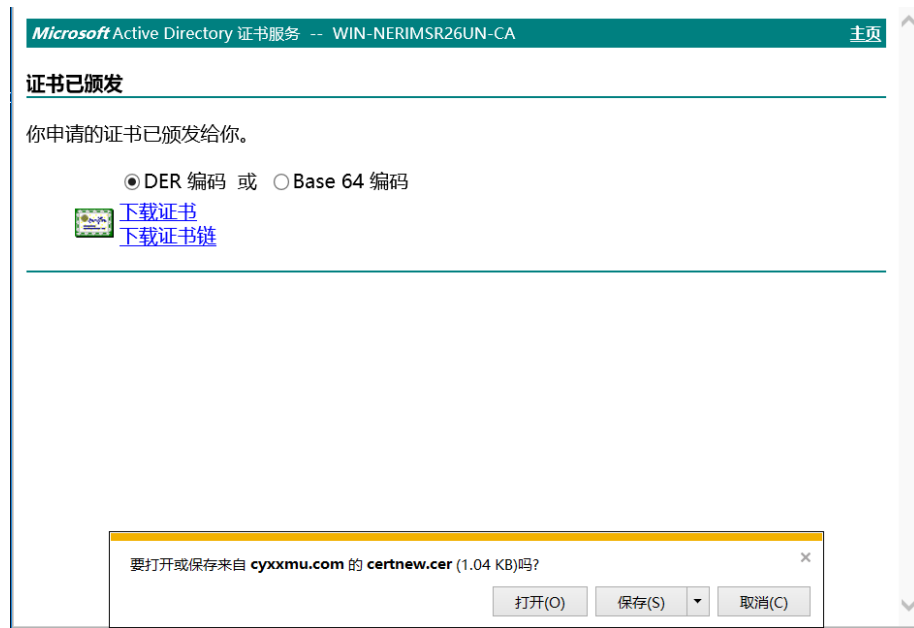 Microsoft Active Directory 证书服务 -- WIN-NERIMSR26UN-CA 主页
证书已颁发
你申请的证书已颁发给你。
DER 编码 或 Base 64 编码
下载证书
下载证书链
要打开或保存来自 cyxxmu.com 的 certnew.cer (1.04 KB)吗?
打开(O) 保存(S) 取消(C)